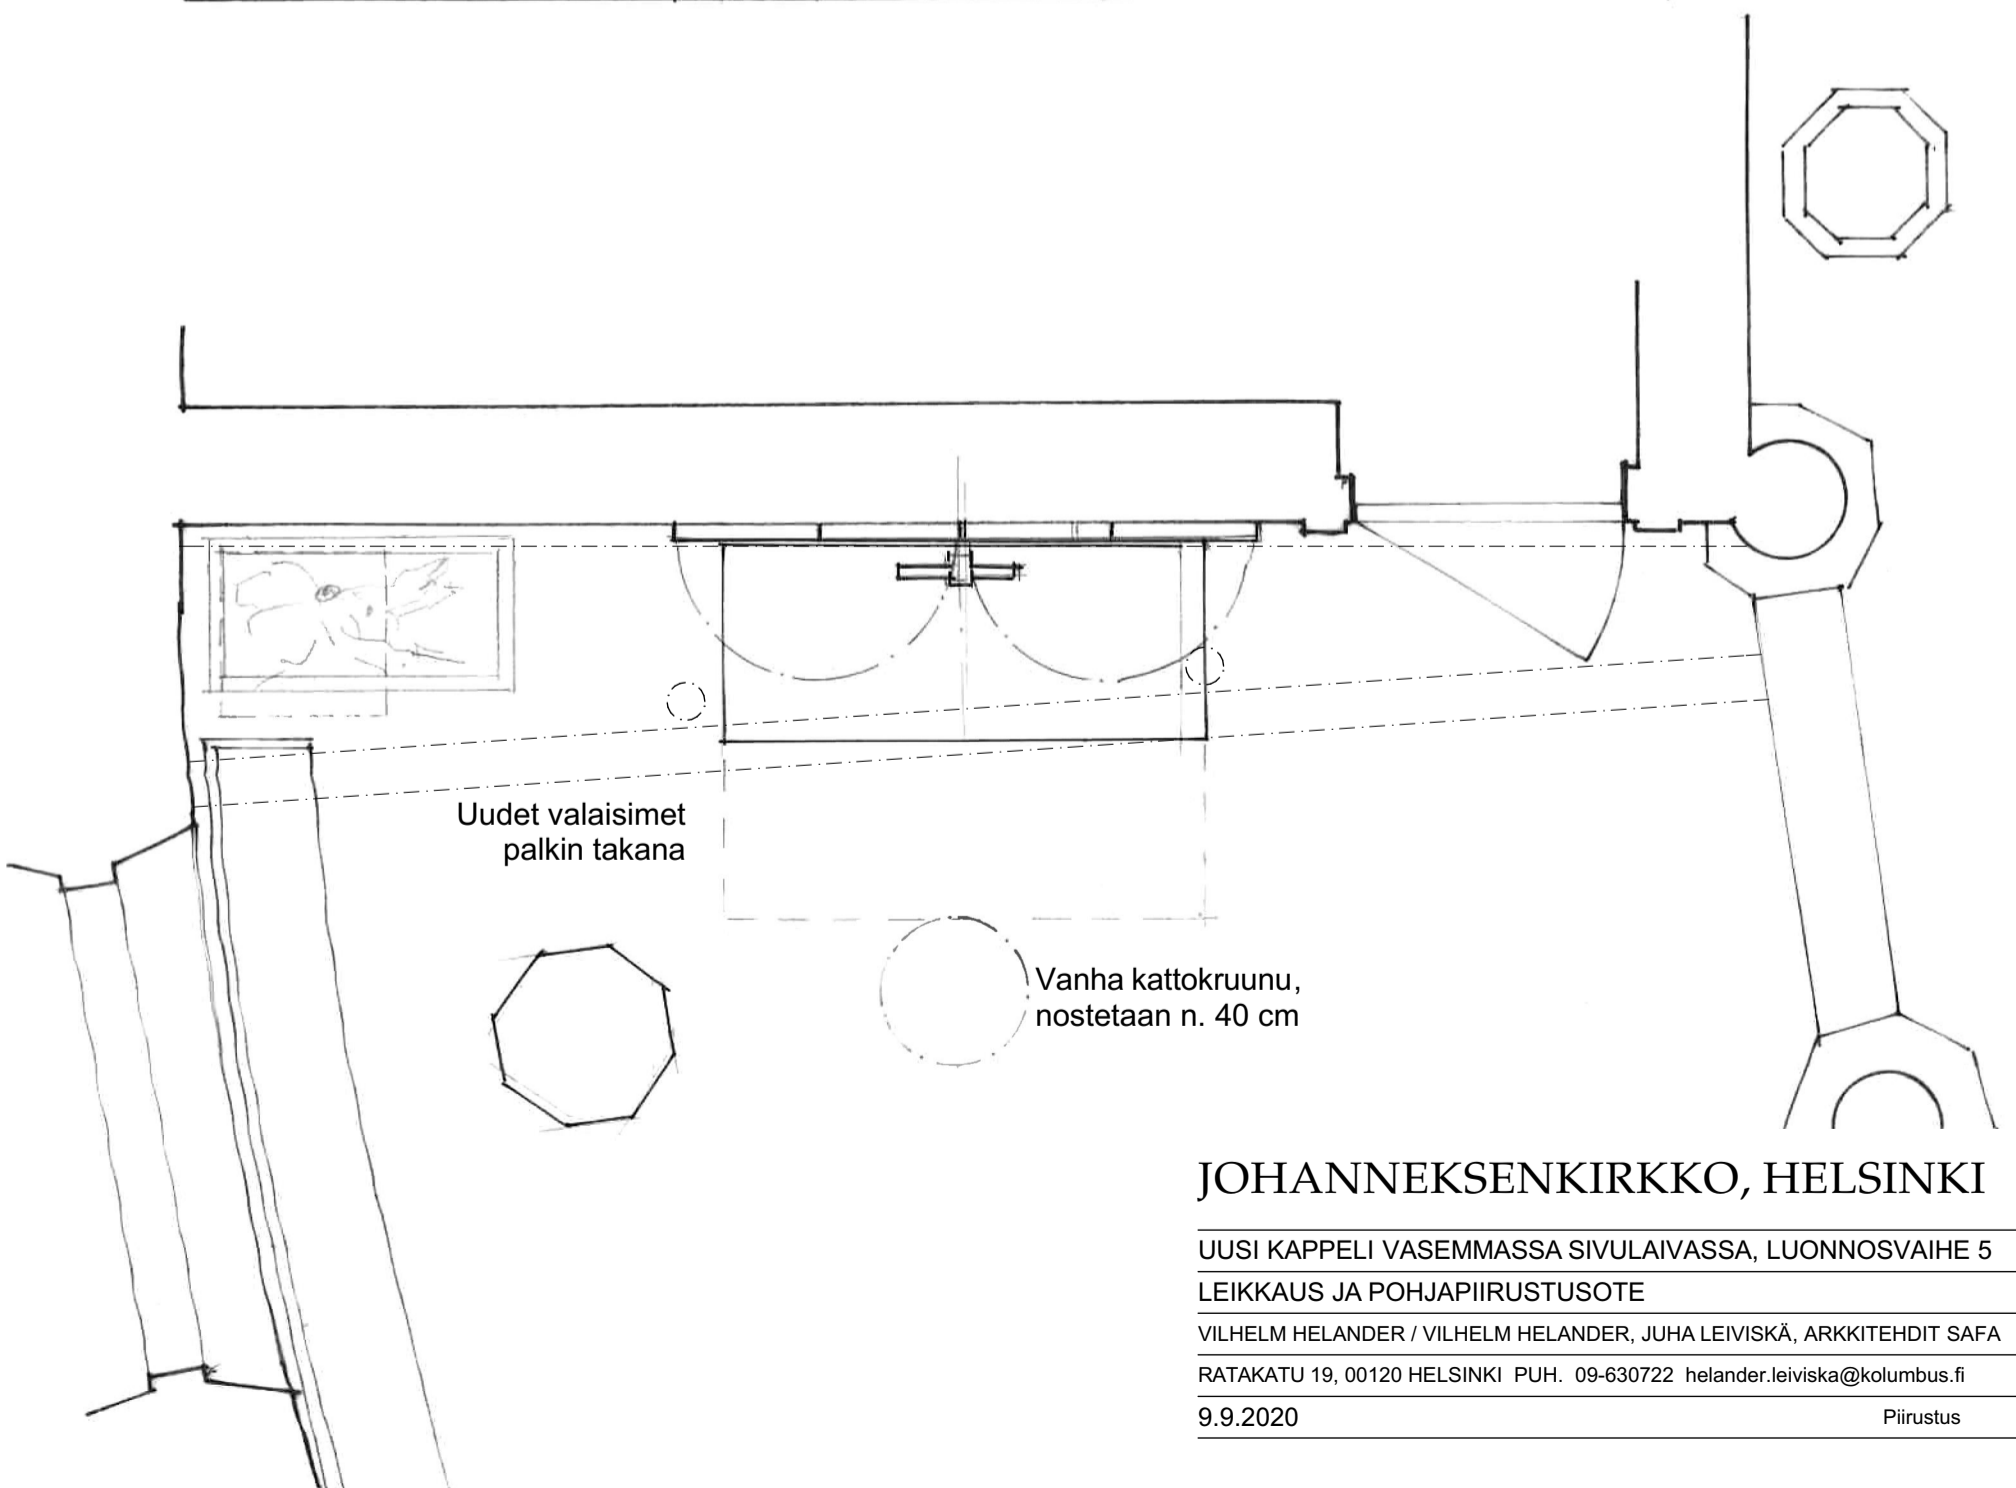 Uudet valaisimet
palkin takana
Vanha kattokruunu,
nostetaan n. 40 cm
JOHANNEKSENKIRKKO, HELSINKI
UUSI KAPPELI VASEMMASSA SIVULAIVASSA, LUONNOSVAIHE 5
LEIKKAUS JA POHJAPIIRUSTUSOTE
VILHELM HELANDER / VILHELM HELANDER, JUHA LEIVISKÄ, ARKKITEHDIT SAFA
RATAKATU 19, 00120 HELSINKI PUH. 09-630722 helander.leiviska@kolumbus.fi
9.9.2020 Piirustus